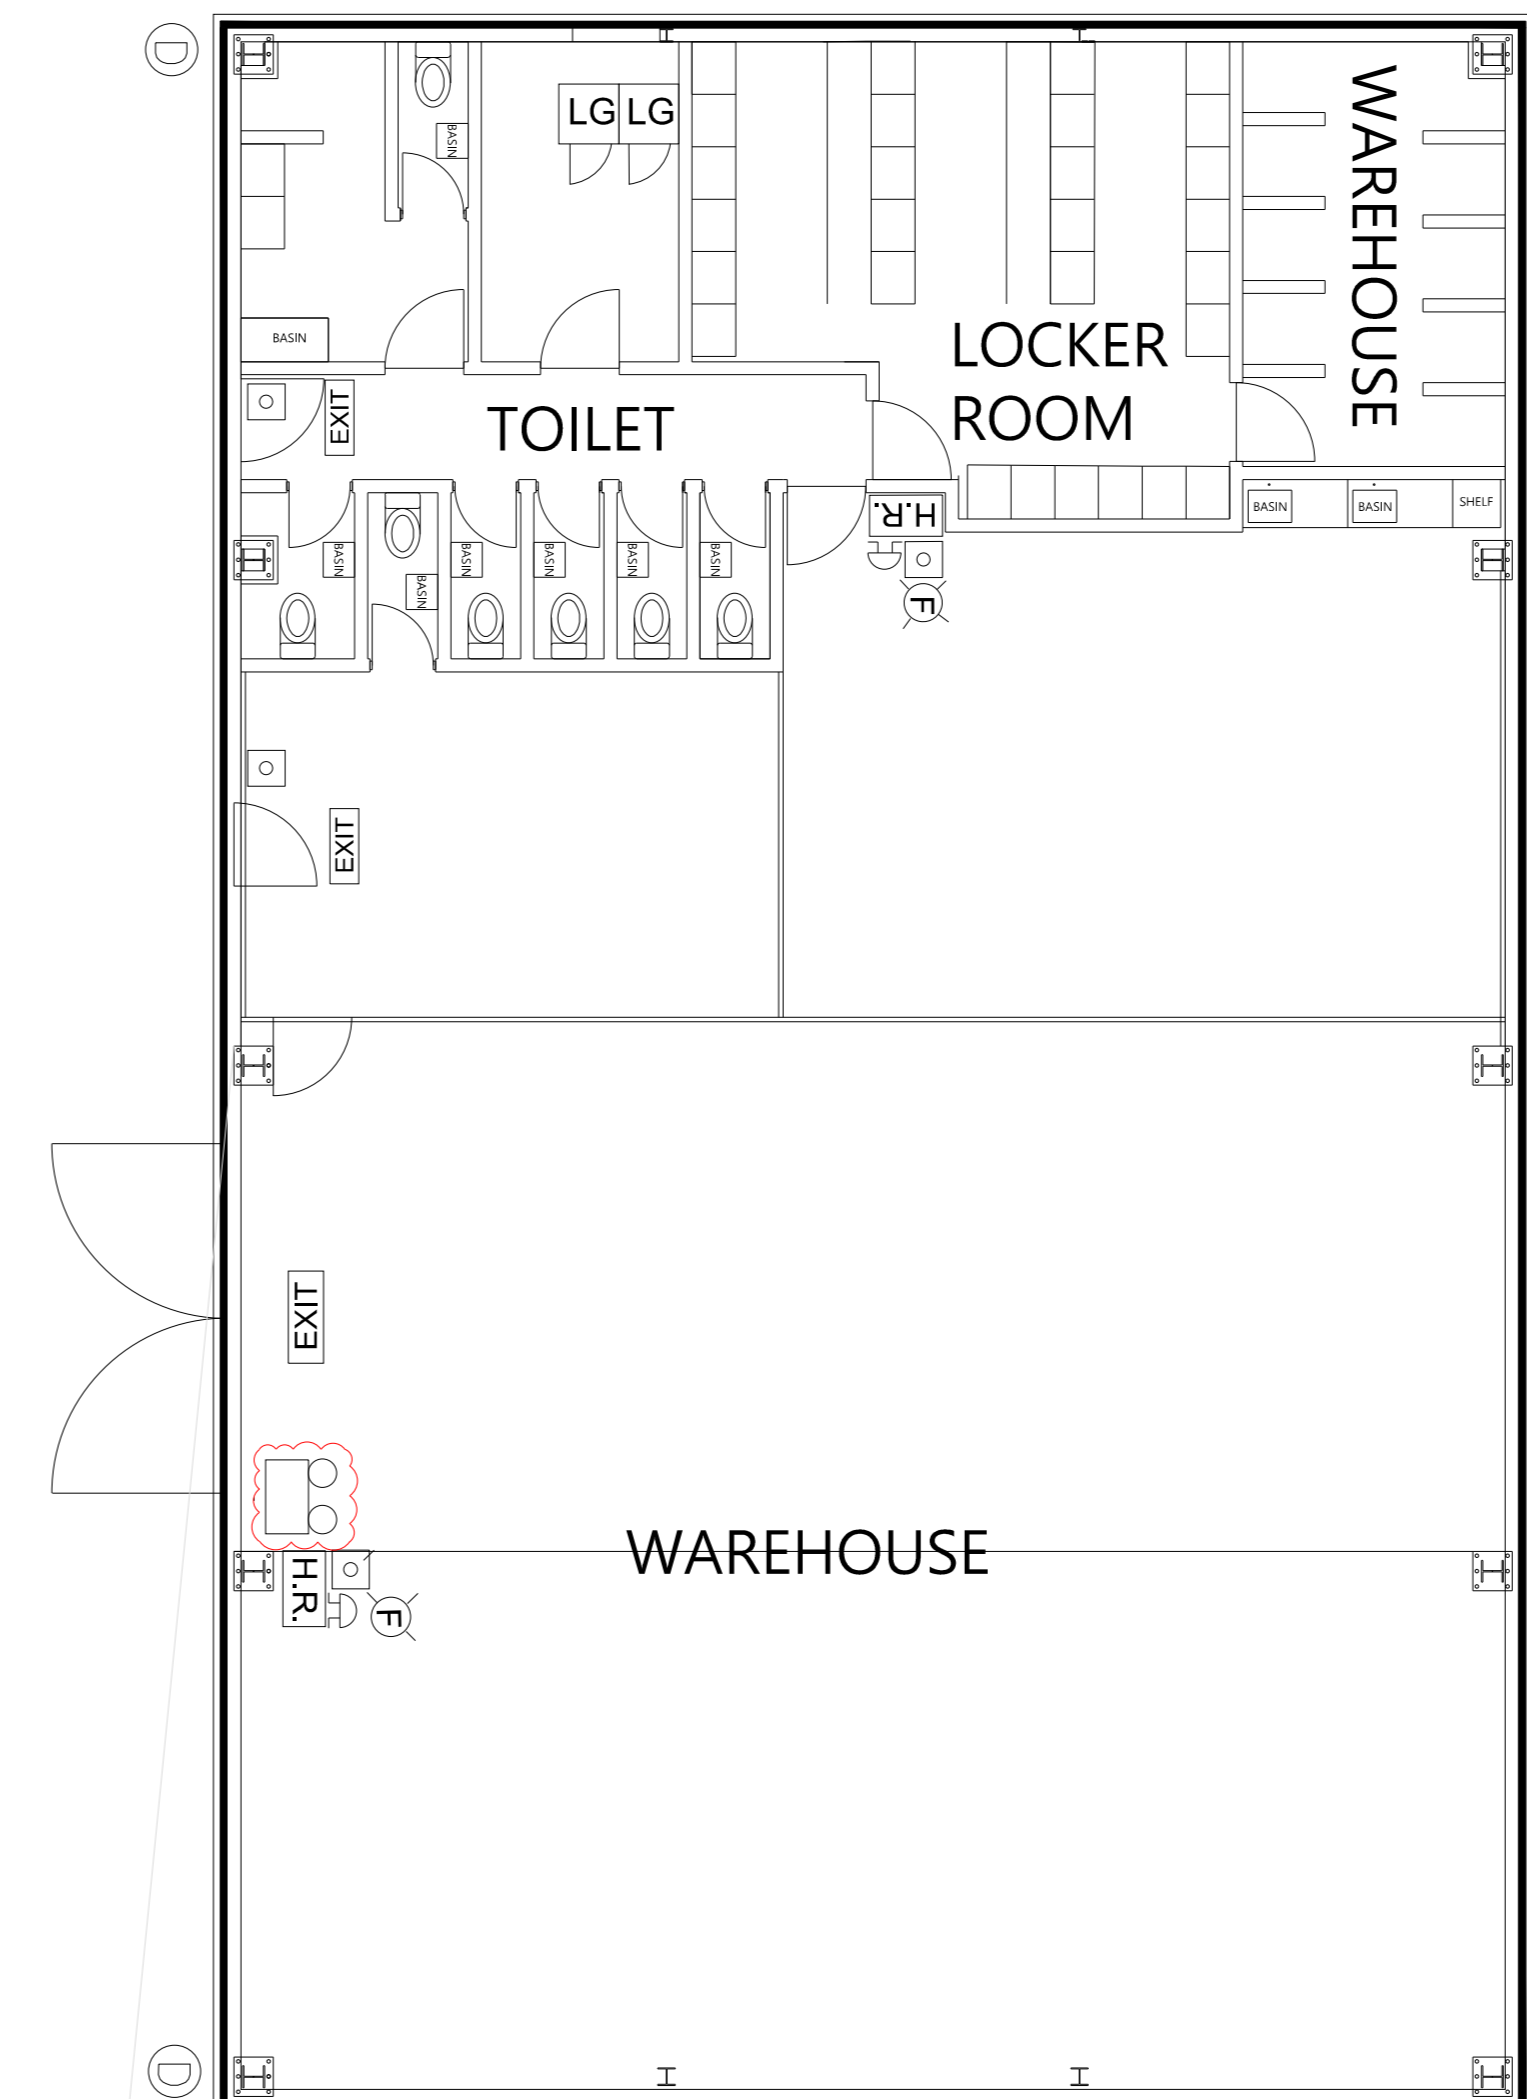 D
H
H
H
H
WAREHOUSE
LG LG
BASIN
BASIN
LOCKER
ROOM
EXIT
TOILET
H.R.
BASIN
BASIN
SHELF
H
H
BASIN
BASIN
BASIN
BASIN
BASIN
BASIN
F
EXIT
H
H
EXIT
WAREHOUSE
H
H.R.
F
H
D
H
H
H
H